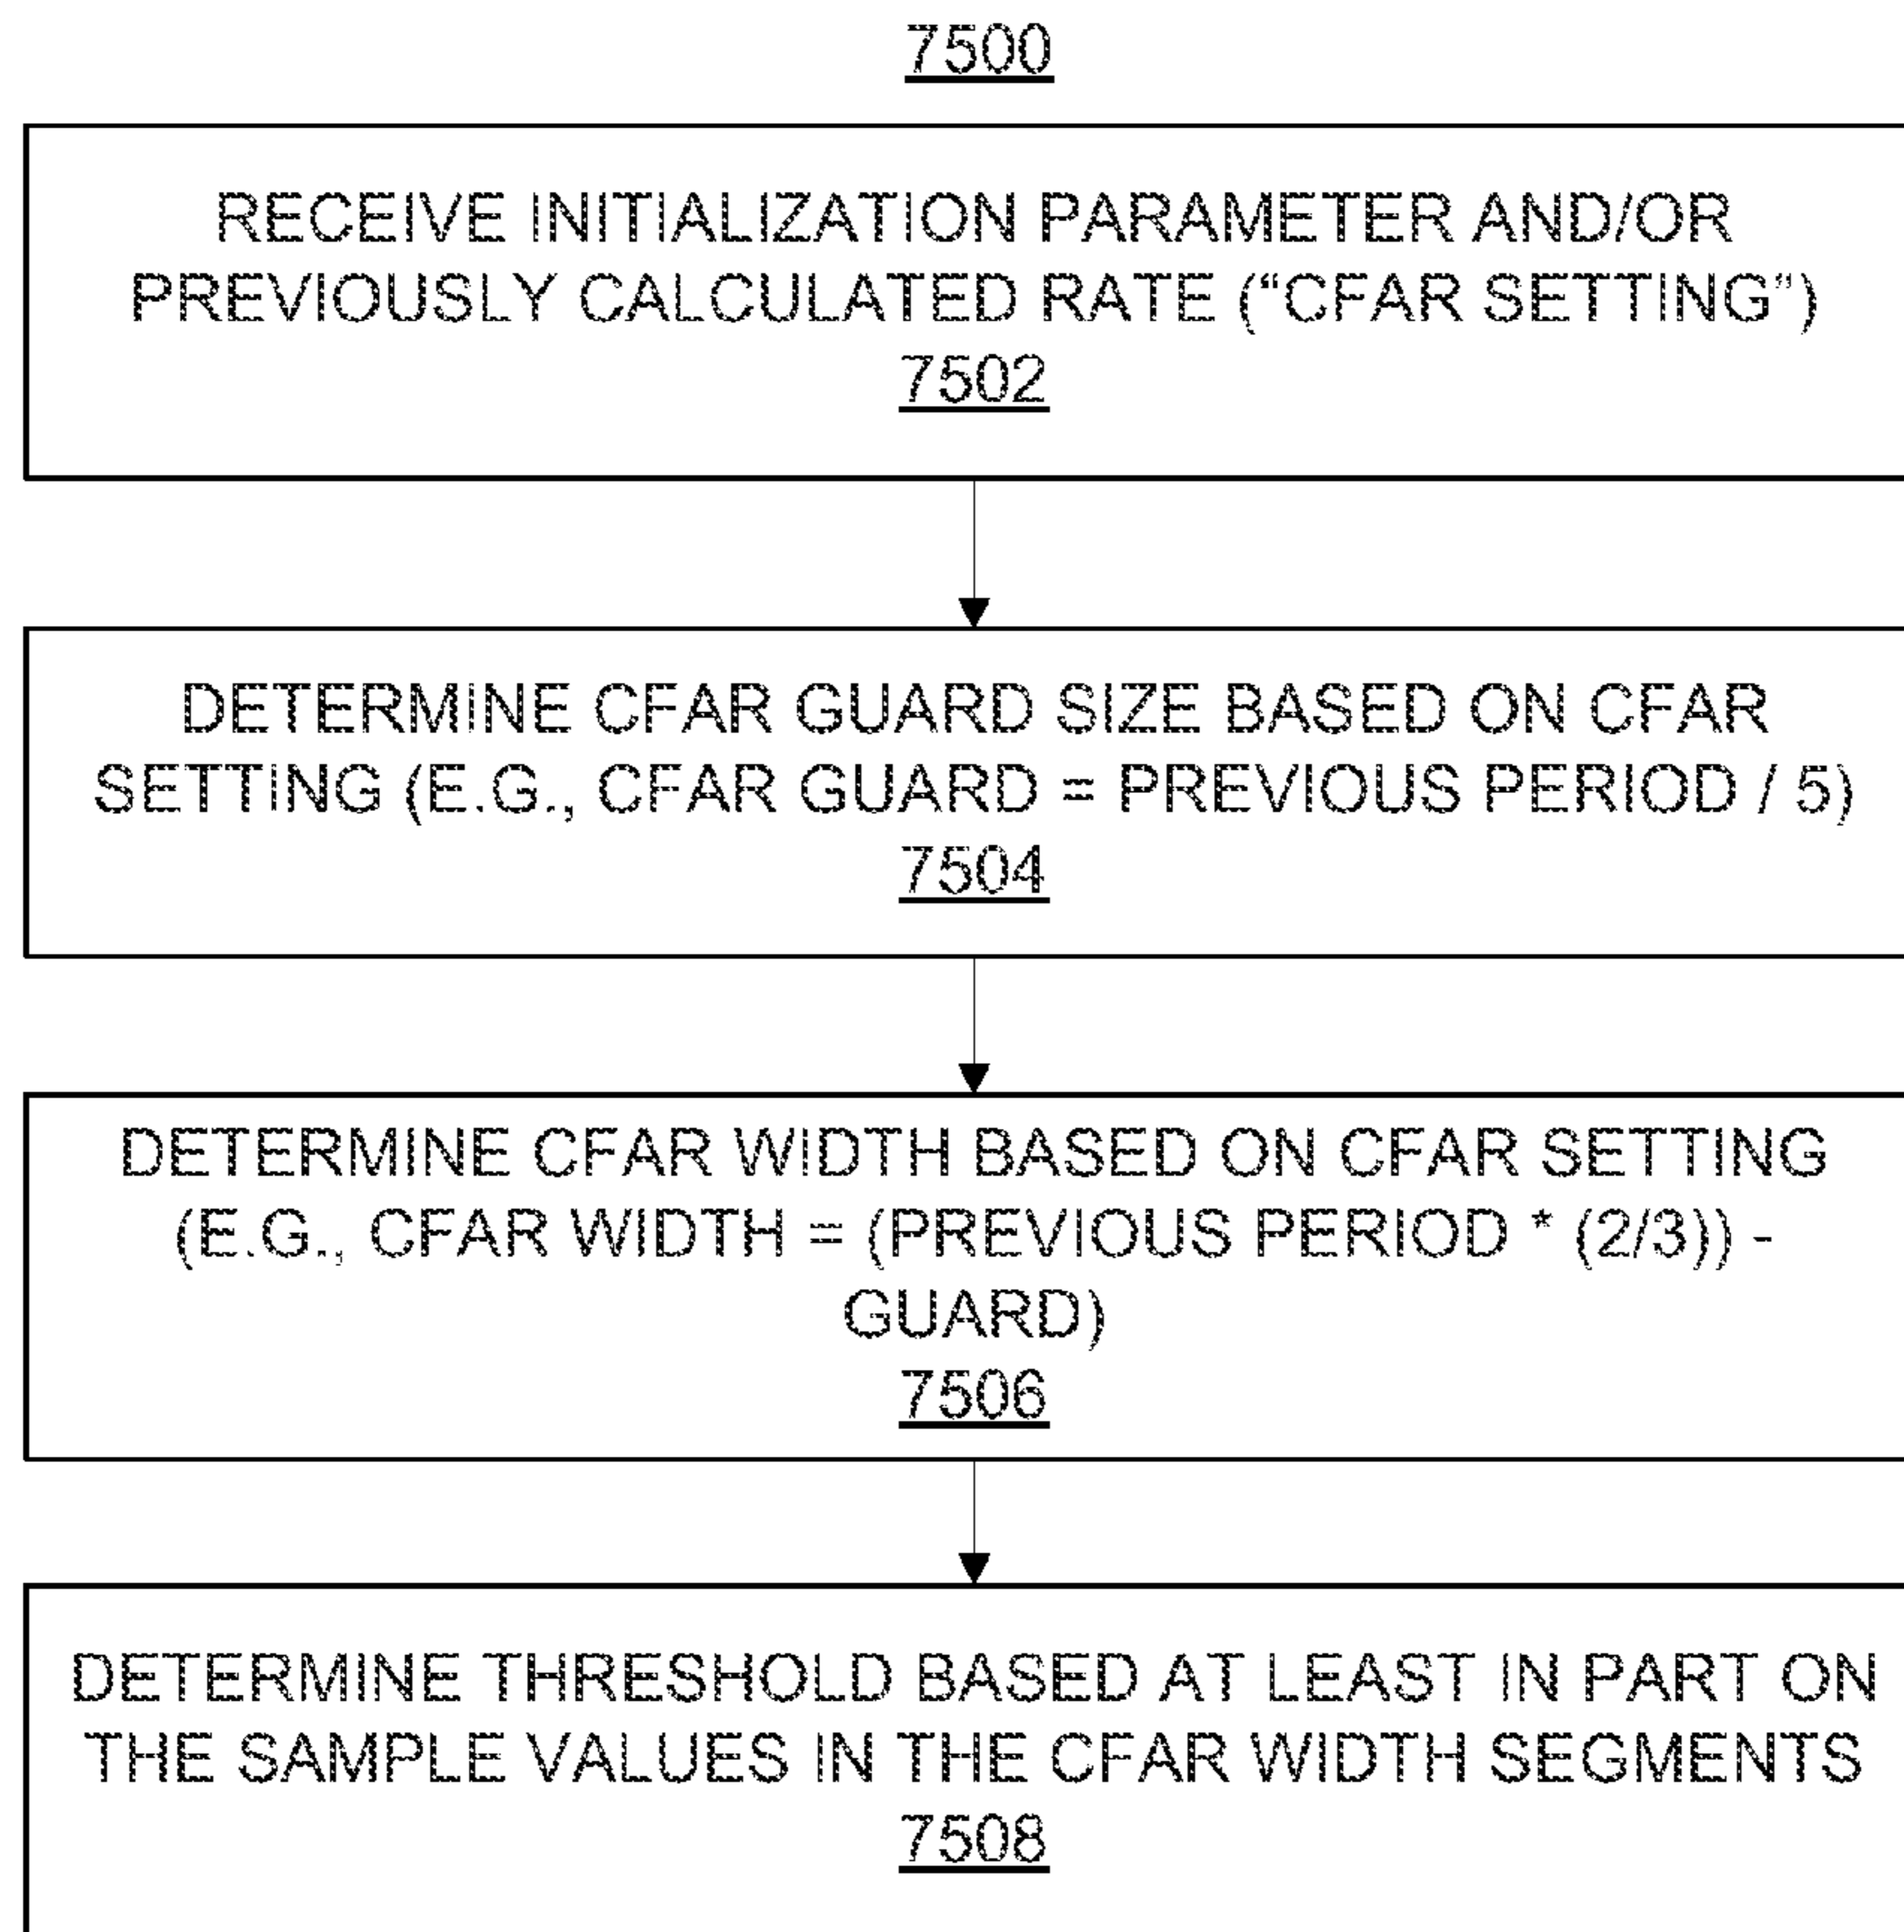 7500
RECEIVE INITIALIZATION PARAMETER AND/OR
PREVIOUSLY CALCULATED RATE (“CFAR SETTING”)
7502
DETERMINE CFAR GUARD SIZE BASED ON CFAR
SETTING (E.G., CFAR GUARD = PREVIOUS PERIOD / 5)
7504
DETERMINE CFAR WIDTH BASED ON CFAR SETTING
(E.G., CFAR WIDTH = (PREVIOUS PERIOD * (2/3)) -
GUARD)
7506
DETERMINE THRESHOLD BASED AT LEAST IN PART ON
THE SAMPLE VALUES IN THE CFAR WIDTH SEGMENTS
7508